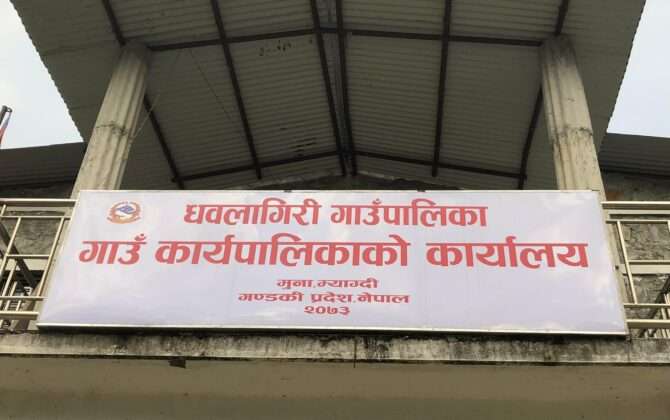 धवलागिरी गाउँपालिका
गाउँ कार्यपालिकाको कार्यालय
मुना,म्याग्दी
गण्डकी प्रदेश,नेपाल
२०७३